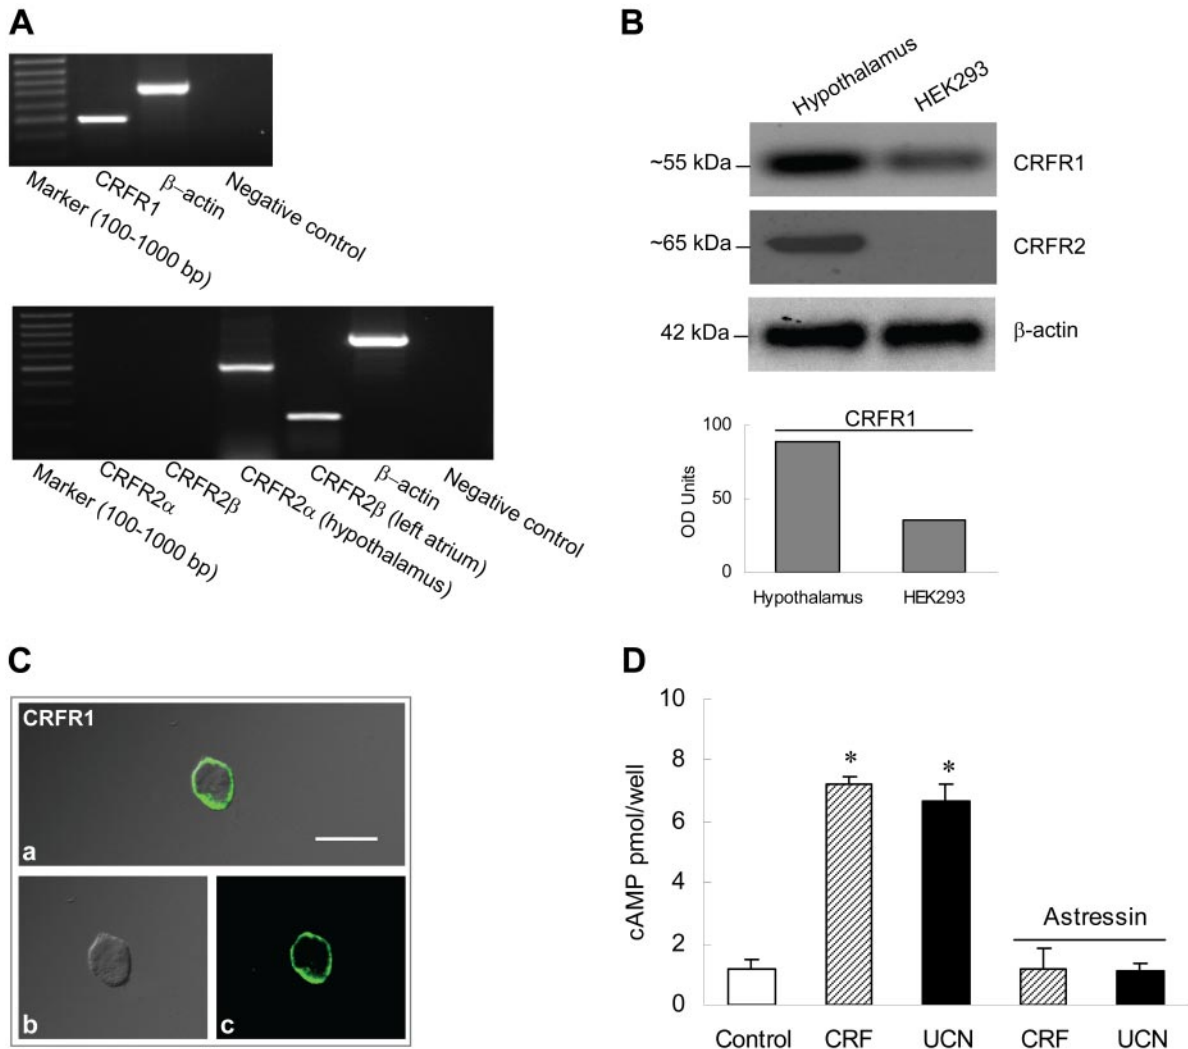 A
Marker (100-1000 bp)
CRFR1
β–actin
Negative control
Marker (100-1000 bp)
CRFR2α
CRFR2β
CRFR2α (hypothalamus)
CRFR2β (left atrium)
β–actin
Negative control
B
Hypothalamus
HEK293
~55 kDa
CRFR1
~65 kDa
CRFR2
42 kDa
β-actin
CRFR1
100
50
0
OD Units
Hypothalamus
HEK293
C
CRFR1
a
b
c
D
10
8
6
4
2
0
cAMP pmol/well
*
*
Astressin
Control
CRF
UCN
CRF
UCN